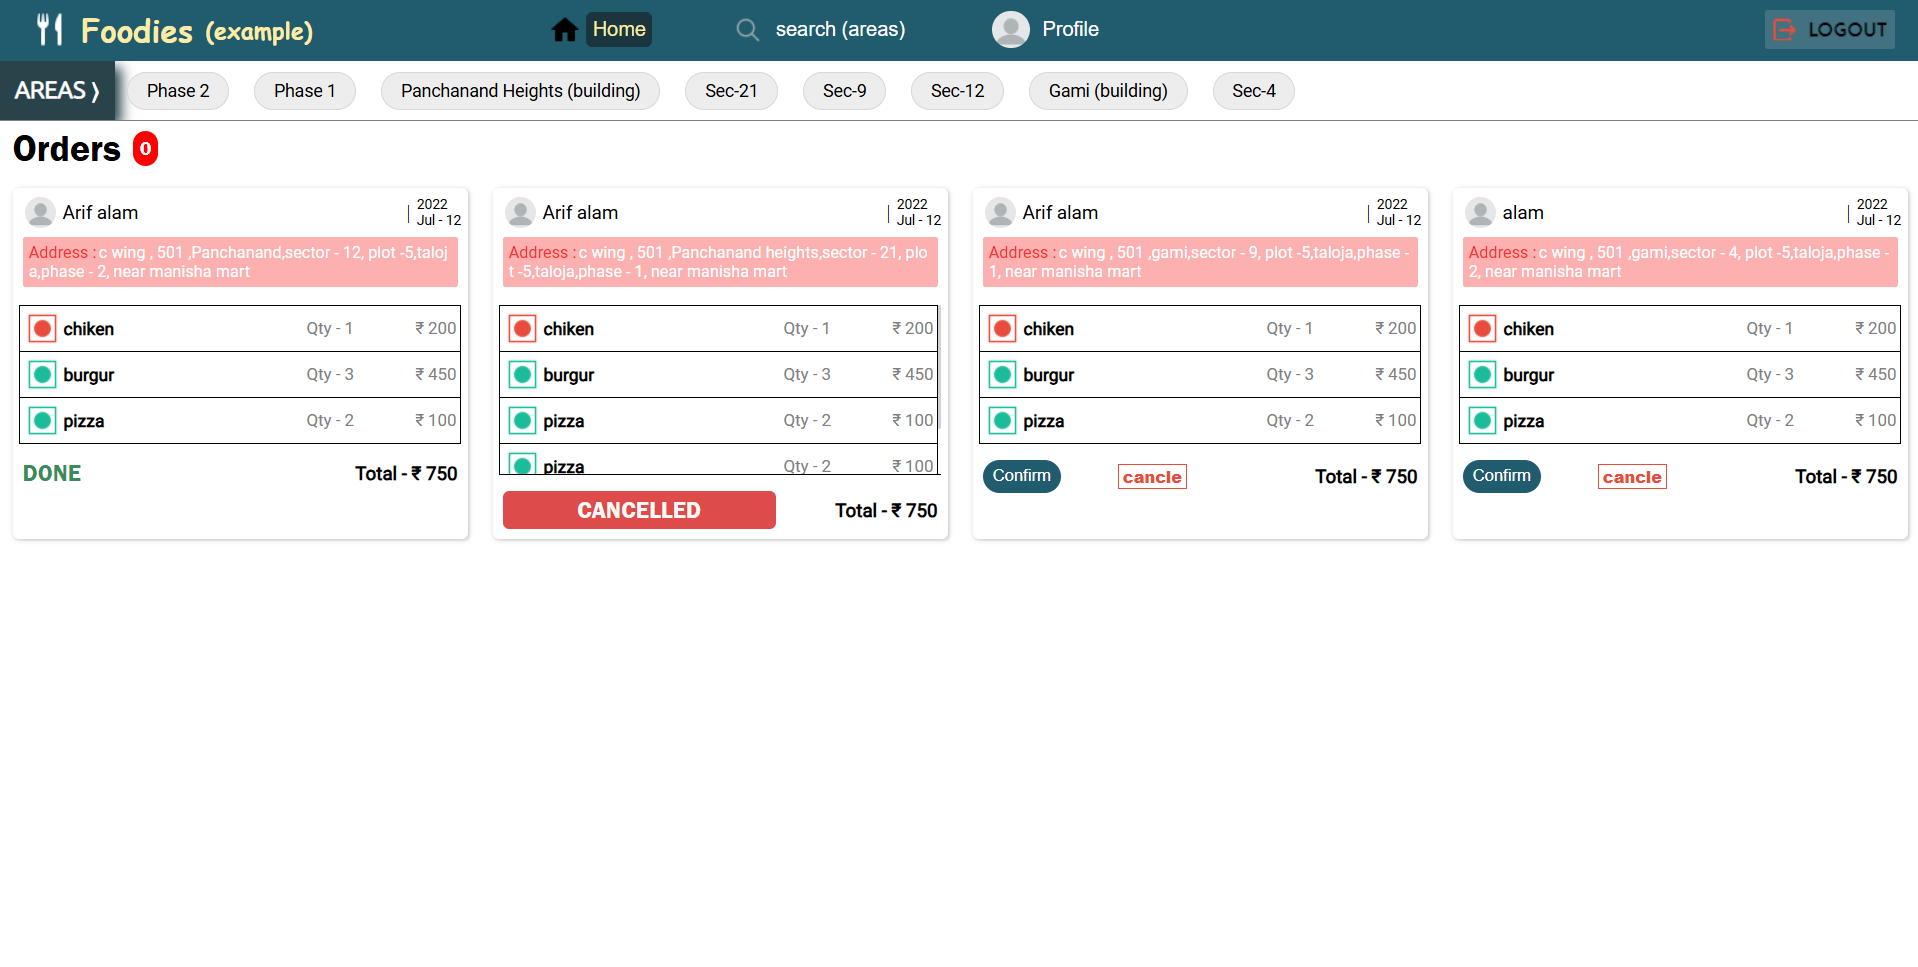 Foodies (example)
Home
search (areas)
Profile
LOGOUT
AREAS ⟩
Phase 2
Phase 1
Panchanand Heights (building)
Sec-21
Sec-9
Sec-12
Gami (building)
Sec-4
Orders 0
Arif alam
2022
Jul - 12
Address : c wing , 501 ,Panchanand,sector - 12, plot -5,taloj
a,phase - 2, near manisha mart
chiken Qty - 1 ₹ 200
burgur Qty - 3 ₹ 450
pizza Qty - 2 ₹ 100
DONE Total - ₹ 750
Arif alam
2022
Jul - 12
Address : c wing , 501 ,Panchanand heights,sector - 21, plo
t -5,taloja,phase - 1, near manisha mart
chiken Qty - 1 ₹ 200
burgur Qty - 3 ₹ 450
pizza Qty - 2 ₹ 100
pizza Qty - 2 ₹ 100
CANCELLED Total - ₹ 750
Arif alam
2022
Jul - 12
Address : c wing , 501 ,gami,sector - 9, plot -5,taloja,phase -
1, near manisha mart
chiken Qty - 1 ₹ 200
burgur Qty - 3 ₹ 450
pizza Qty - 2 ₹ 100
Confirm cancle Total - ₹ 750
alam
2022
Jul - 12
Address : c wing , 501 ,gami,sector - 4, plot -5,taloja,phase -
2, near manisha mart
chiken Qty - 1 ₹ 200
burgur Qty - 3 ₹ 450
pizza Qty - 2 ₹ 100
Confirm cancle Total - ₹ 750